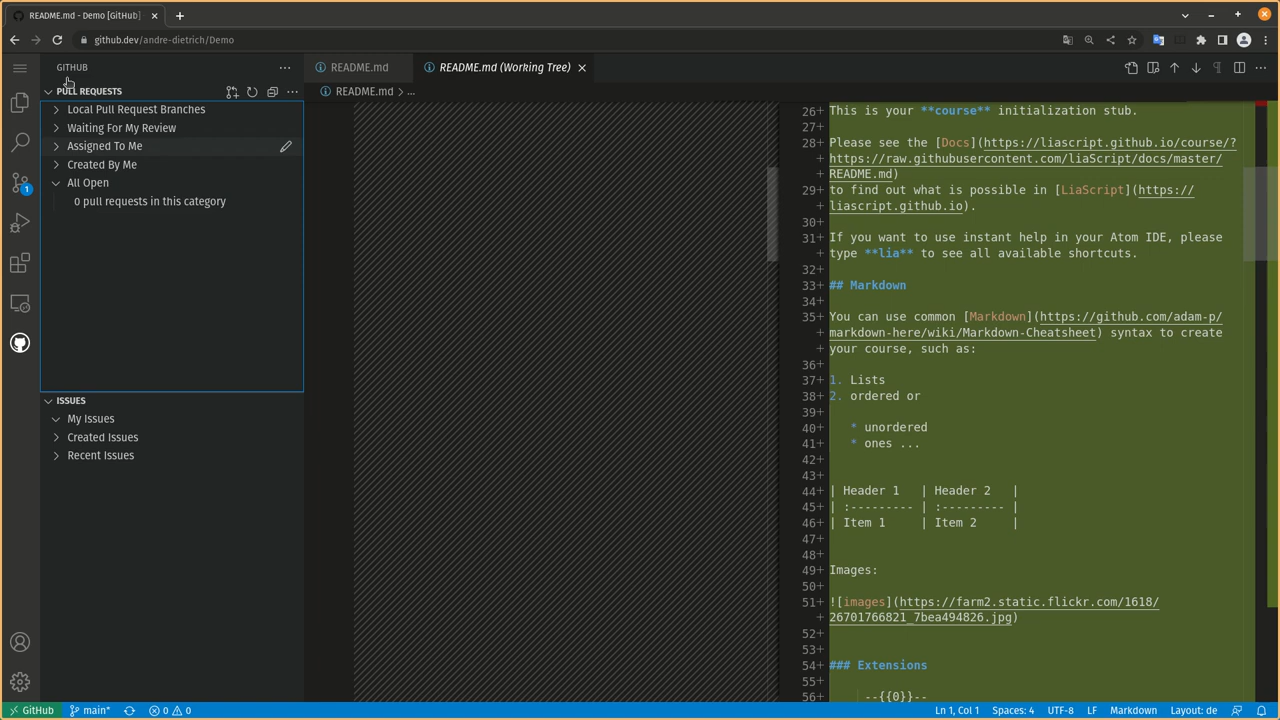 README.md - Demo [GitHub]
github.dev/andre-dietrich/Demo
GITHUB
PULL REQUESTS
Local Pull Request Branches
Waiting For My Review
Assigned To Me
Created By Me
All Open
0 pull requests in this category
ISSUES
My Issues
Created Issues
Recent Issues
1
README.md
README.md (Working Tree)
README.md > ...
26+ This is your **course** initialization stub.
27+
28+ Please see the [Docs](https://liascript.github.io/course/?
+ https://raw.githubusercontent.com/liaScript/docs/master/
+ README.md)
29+ to find out what is possible in [LiaScript](https://
+ liascript.github.io).
30+
31+ If you want to use instant help in your Atom IDE, please
+ type **lia** to see all available shortcuts.
32+
33+ ## Markdown
34+
35+ You can use common [Markdown](https://github.com/adam-p/
+ markdown-here/wiki/Markdown-Cheatsheet) syntax to create
+ your course, such as:
36+
37+ 1. Lists
38+ 2. ordered or
39+
40+ * unordered
41+ * ones ...
42+
43+
44+ | Header 1 | Header 2 |
45+ | :--------- | :--------- |
46+ | Item 1 | Item 2 |
47+
48+
49+ Images:
50+
51+ ![images](https://farm2.static.flickr.com/1618/
+ 26701766821_7bea494826.jpg)
52+
53+
54+ ### Extensions
55+
56+ --{{0}}--
GitHub
main*
0 0
Ln 1, Col 1
Spaces: 4
UTF-8
LF
Markdown
Layout: de